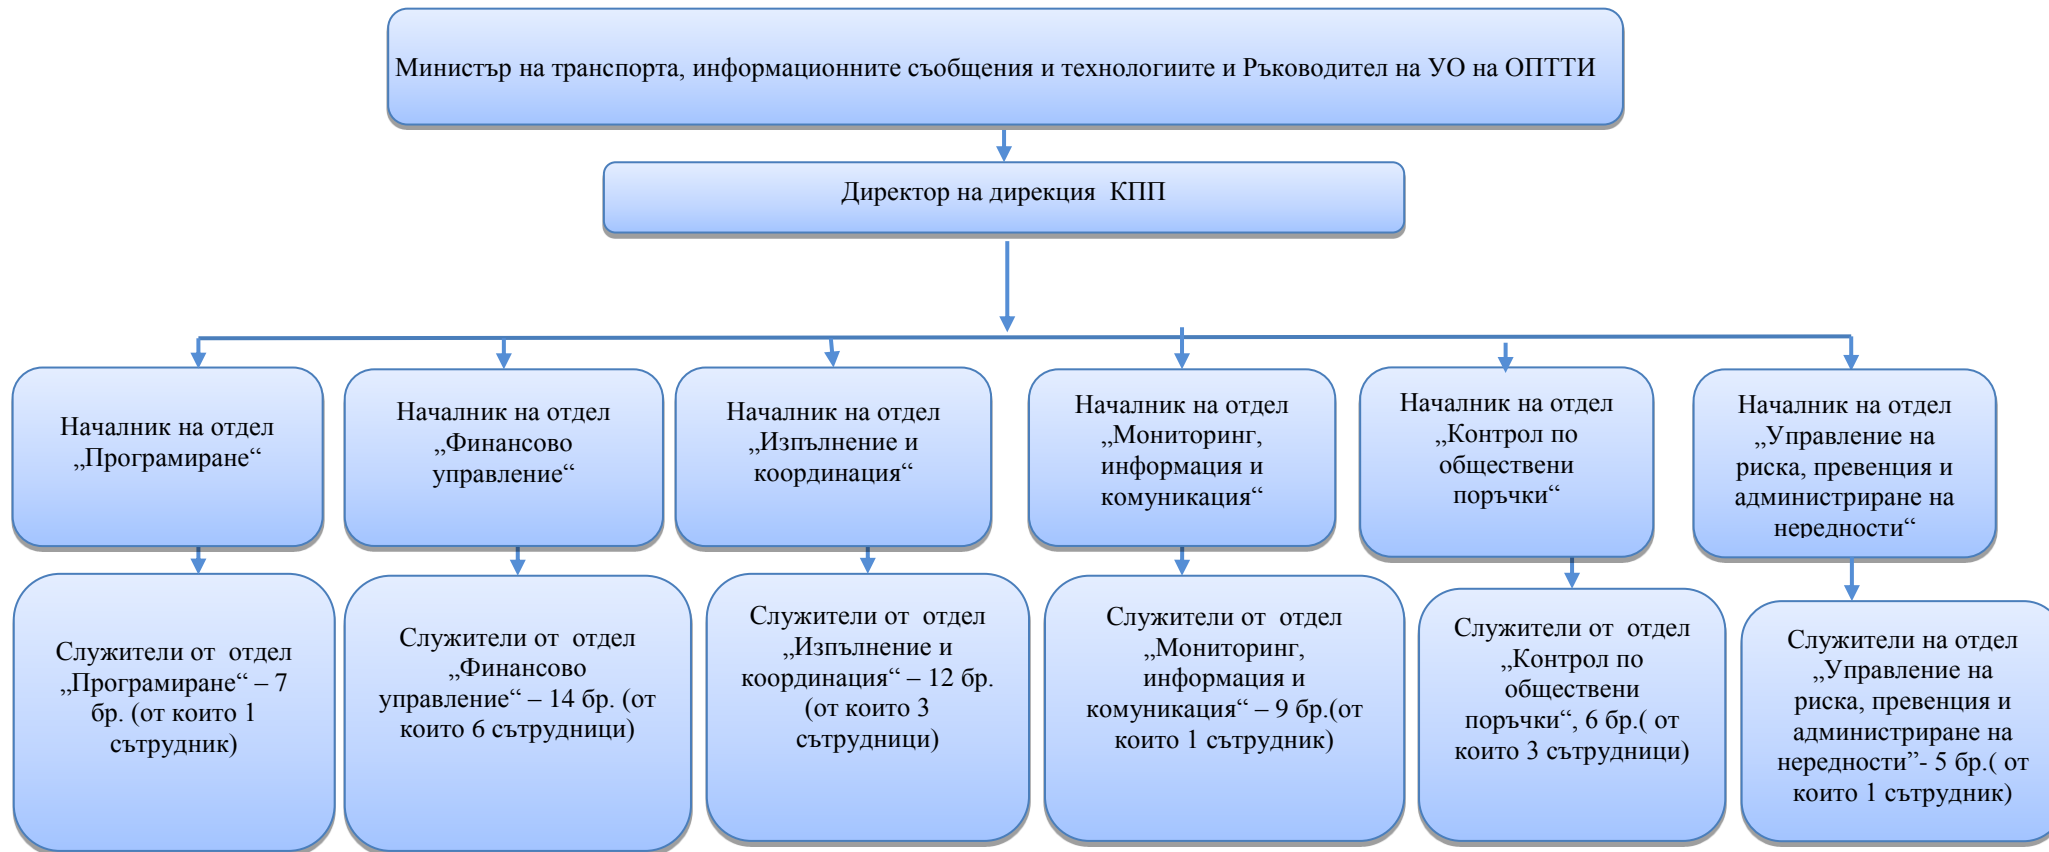 Министър на транспорта, информационните съобщения и технологиите и Ръководител на УО на ОПТТИ
Директор на дирекция  КПП
Началник на отдел
„Програмиране“
Началник на отдел
„Финансово
управление“
Началник на отдел
„Изпълнение и
координация“
Началник на отдел
„Мониторинг,
информация и
комуникация“
Началник на отдел
„Контрол по
обществени
поръчки“
Началник на отдел
„Управление на
риска, превенция и
администриране на
нередности“
Служители от  отдел
„Програмиране“ – 7
бр. (от които 1
сътрудник)
Служители от  отдел
„Финансово
управление“ – 14 бр. (от
които 6 сътрудници)
Служители от  отдел
„Изпълнение и
координация“ – 12 бр.
(от които 3
сътрудници)
Служители от  отдел
„Мониторинг,
информация и
комуникация“ – 9 бр.(от
които 1 сътрудник)
Служители от  отдел
„Контрол по
обществени
поръчки“, 6 бр.( от
които 3 сътрудници)
Служители на отдел
„Управление на
риска, превенция и
администриране на
нередности”- 5 бр.( от
които 1 сътрудник)